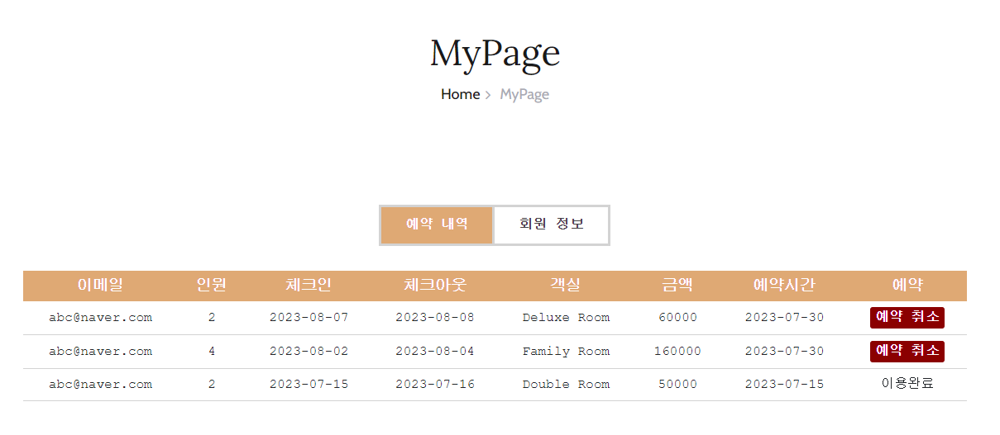 MyPage
Home > MyPage
예약 내역 회원 정보
이메일 인원 체크인 체크아웃 객실 금액 예약시간 예약
abc@naver.com 2 2023-08-07 2023-08-08 Deluxe Room 60000 2023-07-30 예약 취소
abc@naver.com 4 2023-08-02 2023-08-04 Family Room 160000 2023-07-30 예약 취소
abc@naver.com 2 2023-07-15 2023-07-16 Double Room 50000 2023-07-15 이용완료